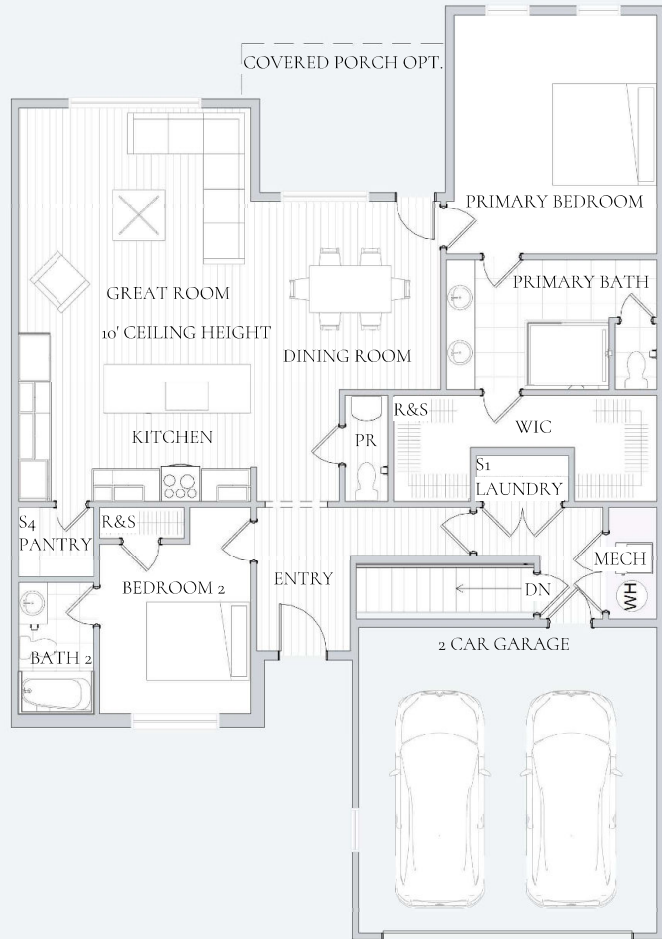 COVERED PORCH OPT.
PRIMARY BEDROOM
PRIMARY BATH
GREAT ROOM
10' CEILING HEIGHT
DINING ROOM
R&S
WIC
KITCHEN
PR
S1
LAUNDRY
S4
PANTRY
R&S
MECH
BEDROOM 2
ENTRY
DN
WH
BATH 2
2 CAR GARAGE